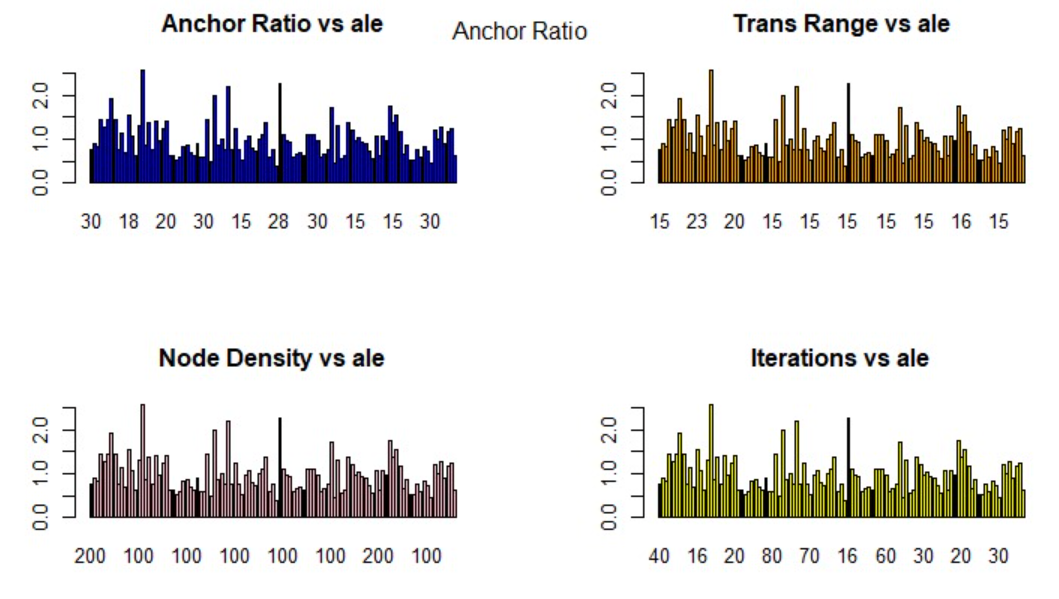 Anchor Ratio vs ale
Anchor Ratio
Trans Range vs ale
0.0 1.0 2.0
30 18 20 30 15 28 30 15 15 30
0.0 1.0 2.0
15 23 20 15 15 15 15 15 16 15
Node Density vs ale
Iterations vs ale
0.0 1.0 2.0
200 100 100 100 100 100 200 100
0.0 1.0 2.0
40 16 20 80 70 16 60 30 20 30